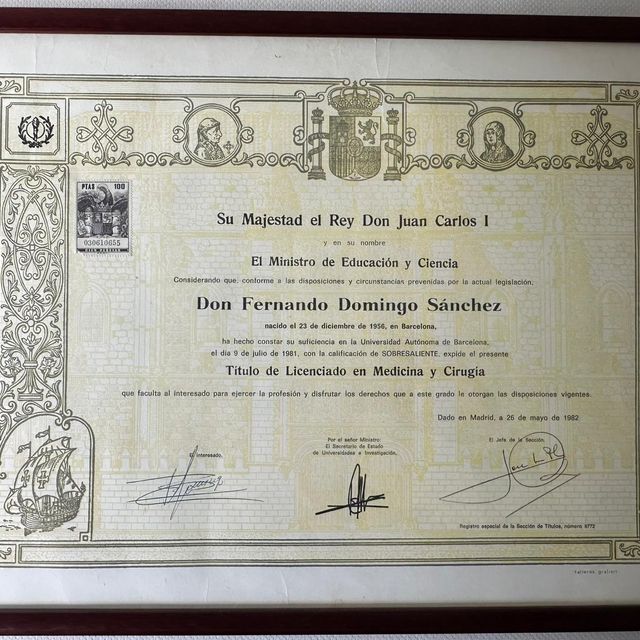 PTAS 100
030610655
Su Majestad el Rey Don Juan Carlos I
y en su nombre
El Ministro de Educación y Ciencia
Considerando que, conforme a las disposiciones y circunstancias prevenidas por la actual legislación,
Don Fernando Domingo Sánchez
nacido el 23 de diciembre de 1956, en Barcelona,
ha hecho constar su suficiencia en la Universidad Autónoma de Barcelona,
el día 9 de julio de 1981, con la calificación de SOBRESALIENTE, expide el presente
Título de Licenciado en Medicina y Cirugía
que faculta al interesado para ejercer la profesión y disfrutar los derechos que a este grado le otorgan las disposiciones vigentes.
Dado en Madrid, a 26 de mayo de 1982
El interesado,
Por el señor Ministro:
El Secretario de Estado
de Universidades e Investigación,
El Jefe de la Sección,
Registro especial de la Sección de Títulos, número 8772